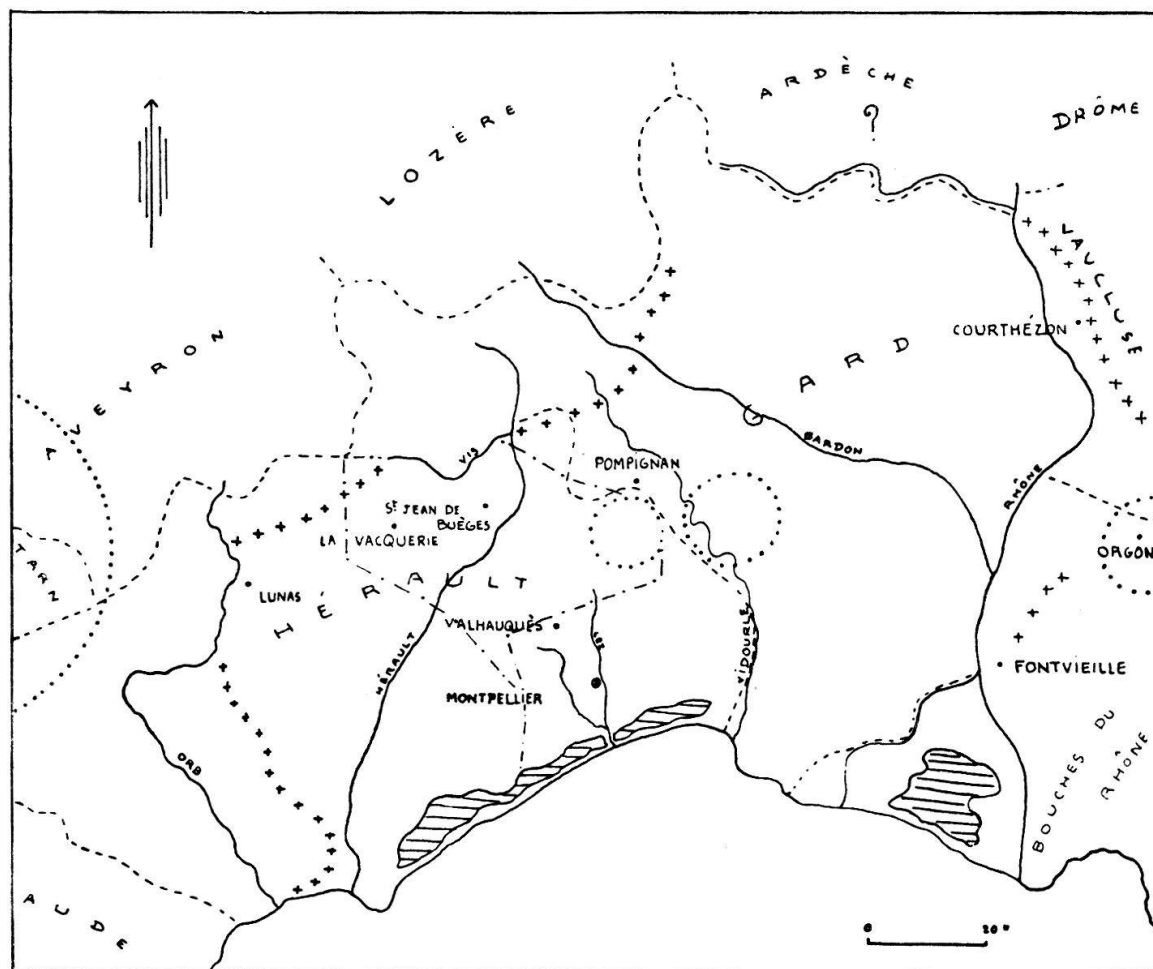 ARDÈCHE
DRÔME
LOZÈRE
VAUCLUSE
COURTHÉZON
AVEYRON
GARD
GARDON
RHÔNE
VIS
POMPIGNAN
ST JEAN DE
BUÈGES
LA VACQUERIE
ORGON
TARN
LUNAS
HÉRAULT
VALHAUQUÈS
LEZ
VIDOURLE
HÉRAULT
FONTVIEILLE
MONTPELLIER
ORB
BOUCHES DU
RHÔNE
AUDE
0 20